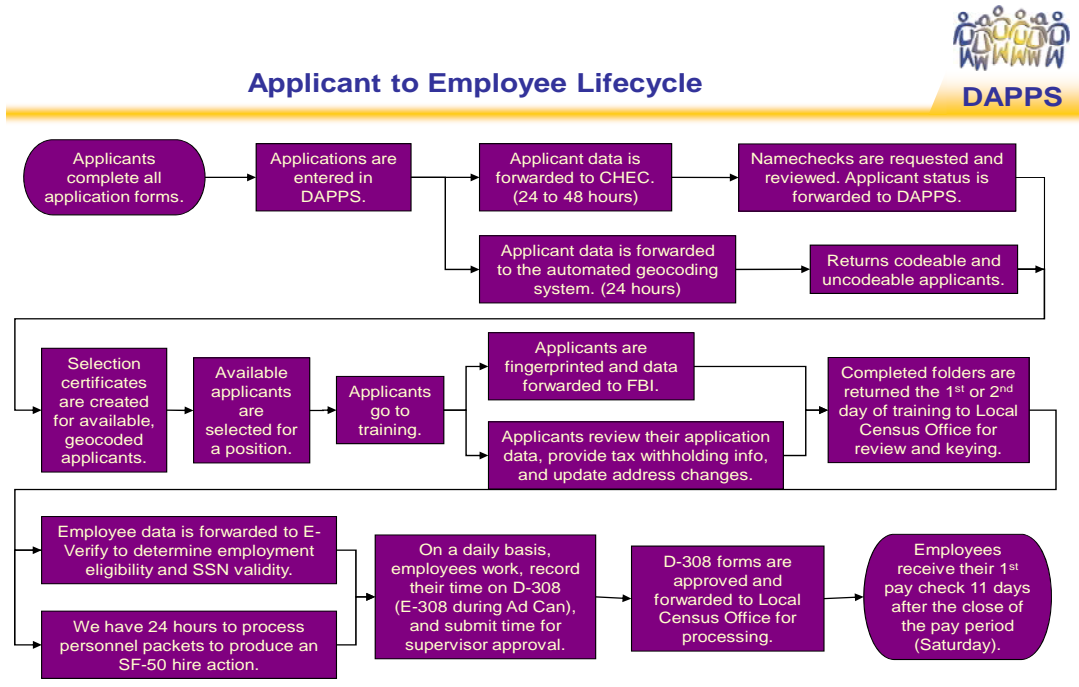 Applicant to Employee Lifecycle
DAPPS
Applicants
complete all
application forms.
Applications are
entered in
DAPPS.
Applicant data is
forwarded to CHEC.
(24 to 48 hours)
Namechecks are requested and
reviewed. Applicant status is
forwarded to DAPPS.
Applicant data is forwarded
to the automated geocoding
system. (24 hours)
Returns codeable and
uncodeable applicants.
Selection
certificates
are created
for available,
geocoded
applicants.
Available
applicants
are
selected for
a position.
Applicants
go to
training.
Applicants are
fingerprinted and data
forwarded to FBI.
Applicants review their application
data, provide tax withholding info,
and update address changes.
Completed folders are
returned the 1st or 2nd
day of training to Local
Census Office for
review and keying.
Employee data is forwarded to E-
Verify to determine employment
eligibility and SSN validity.
We have 24 hours to process
personnel packets to produce an
SF-50 hire action.
On a daily basis,
employees work, record
their time on D-308
(E-308 during Ad Can),
and submit time for
supervisor approval.
D-308 forms are
approved and
forwarded to Local
Census Office for
processing.
Employees
receive their 1st
pay check 11 days
after the close of
the pay period
(Saturday).